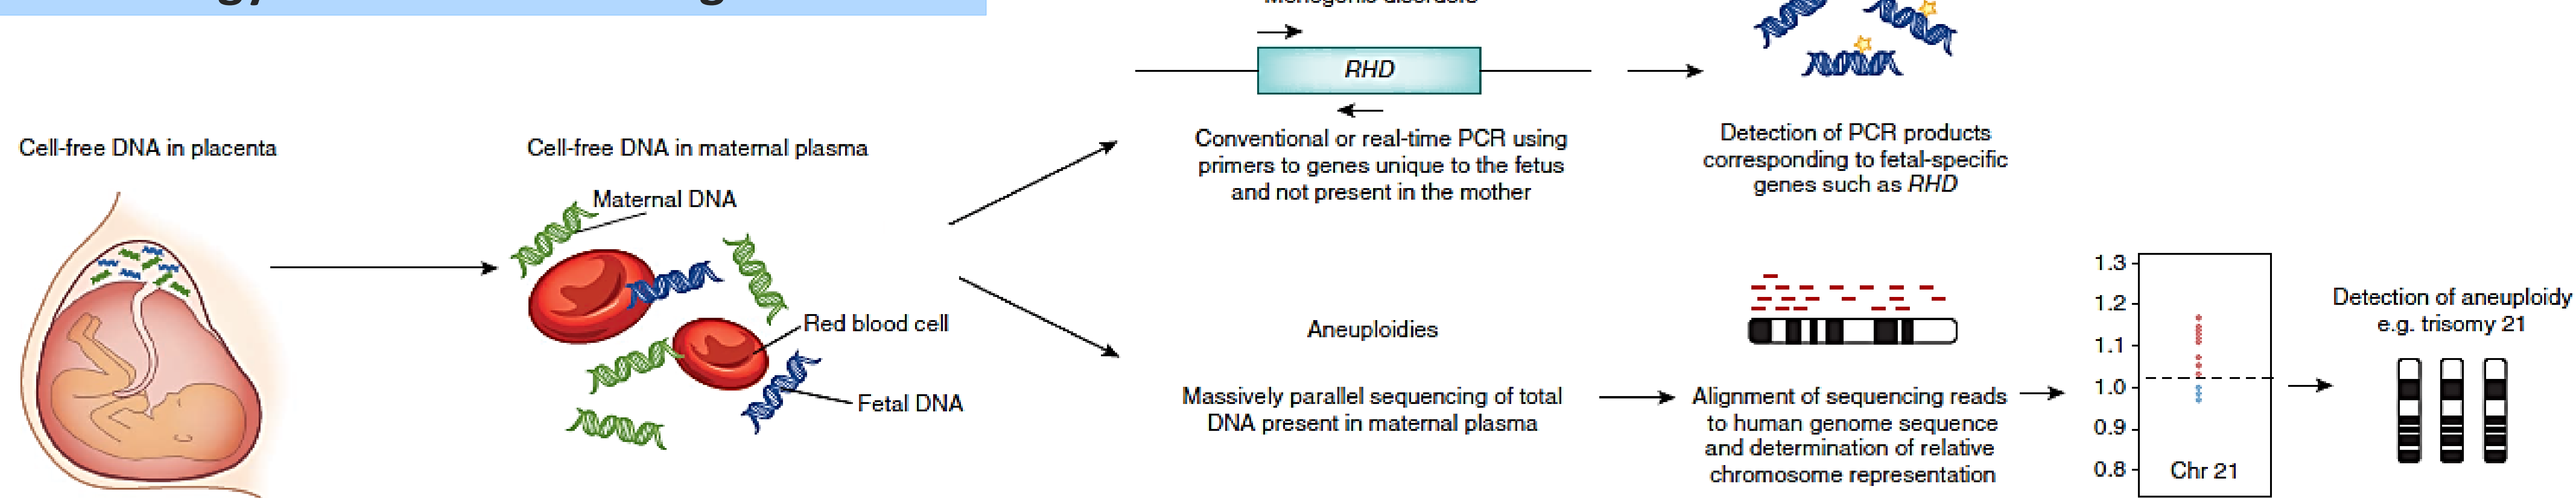 Monogenic disorders
RHD
Conventional or real-time PCR using
primers to genes unique to the fetus
and not present in the mother
Detection of PCR products
corresponding to fetal-specific
genes such as RHD
Cell-free DNA in placenta
Cell-free DNA in maternal plasma
Maternal DNA
Red blood cell
Fetal DNA
Aneuploidies
Massively parallel sequencing of total
DNA present in maternal plasma
Alignment of sequencing reads
to human genome sequence
and determination of relative
chromosome representation
1.3
1.2
1.1
1.0
0.9
0.8
Chr 21
Detection of aneuploidy
e.g. trisomy 21